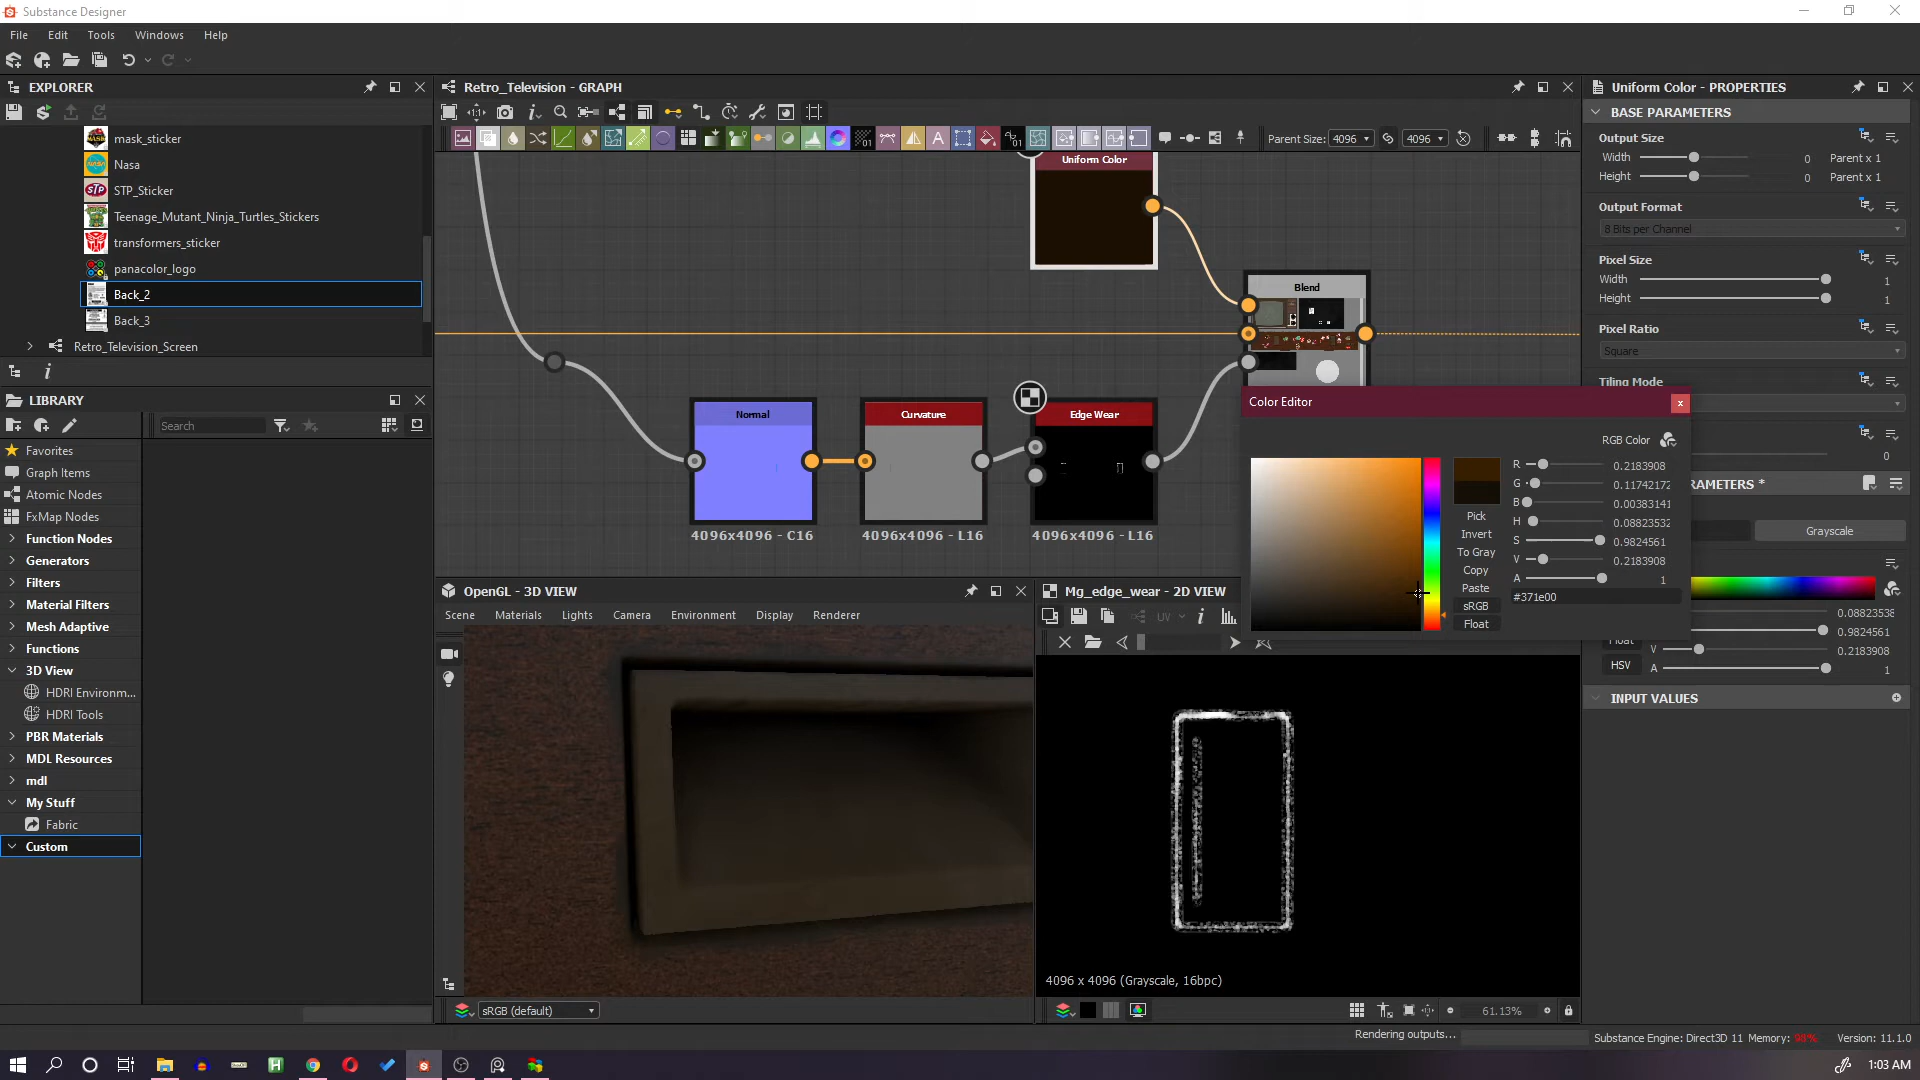 Substance Designer
File Edit Tools Windows Help
EXPLORER
mask_sticker
Nasa
STP_Sticker
Teenage_Mutant_Ninja_Turtles_Stickers
transformers_sticker
panacolor_logo
Back_2
Back_3
Retro_Television_Screen
LIBRARY
Search
Favorites
Graph Items
Atomic Nodes
FxMap Nodes
Function Nodes
Generators
Filters
Material Filters
Mesh Adaptive
Functions
3D View
HDRI Environm...
HDRI Tools
PBR Materials
MDL Resources
mdl
My Stuff
Fabric
Custom
Retro_Television - GRAPH
Parent Size: 4096 4096
Uniform Color
Blend
Normal
Curvature
Edge Wear
4096x4096 - C16
4096x4096 - L16
4096x4096 - L16
OpenGL - 3D VIEW
Scene Materials Lights Camera Environment Display Renderer
sRGB (default)
Mg_edge_wear - 2D VIEW
UV
4096 x 4096 (Grayscale, 16bpc)
61.13%
Color Editor
x
RGB Color
R 0.2183908
G 0.11742172
B 0.00383141
H 0.08823532
S 0.9824561
V 0.2183908
A 1
#371e00
Pick
Invert
To Gray
Copy
Paste
sRGB
Float
Uniform Color - PROPERTIES
BASE PARAMETERS
Output Size
Width 0 Parent x 1
Height 0 Parent x 1
Output Format
8 Bits per Channel
Pixel Size
Width 1
Height 1
Pixel Ratio
Square
Tiling Mode
0
AMETERS *
Grayscale
0.08823538
0.9824561
Float
V 0.2183908
HSV
A 1
INPUT VALUES
Rendering outputs...
Substance Engine: Direct3D 11 Memory: 98% Version: 11.1.0
1:03 AM